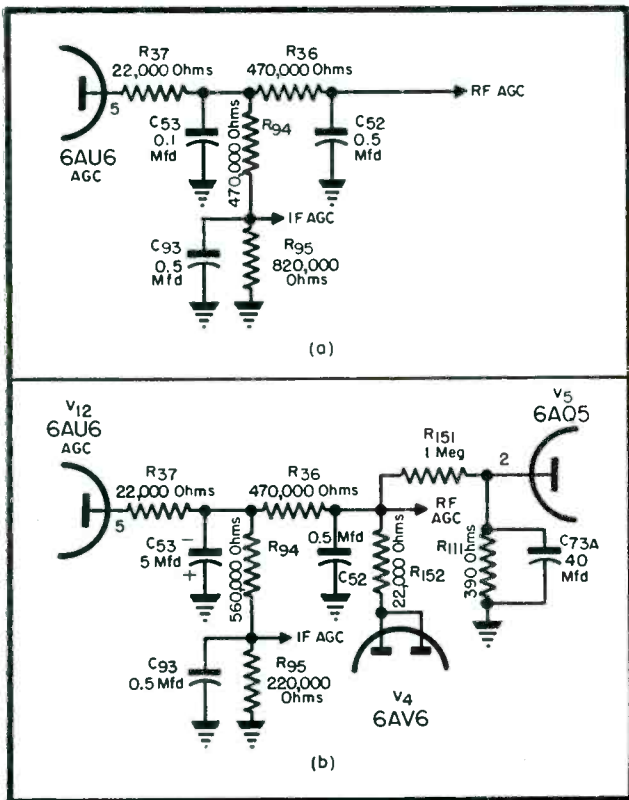 R37
22,000 Ohms
R36
470,000 Ohms
RF AGC
5
6AU6
AGC
C53
0.1
Mfd
470,000 Ohms
R94
C52
0.5
Mfd
IF AGC
C93
0.5
Mfd
R95
820,000
Ohms
(a)
V12
6AU6
AGC
V5
6AQ5
R151
1 Meg
2
R37
22,000 Ohms
R36
470,000 Ohms
5
RF
AGC
C53
5 Mfd
−
+
560,000 Ohms
R94
0.5 Mfd
C52
22,000 Ohms
R152
R111
390 Ohms
C73A
40
Mfd
IF AGC
C93
0.5 Mfd
R95
220,000
Ohms
V4
6AV6
(b)